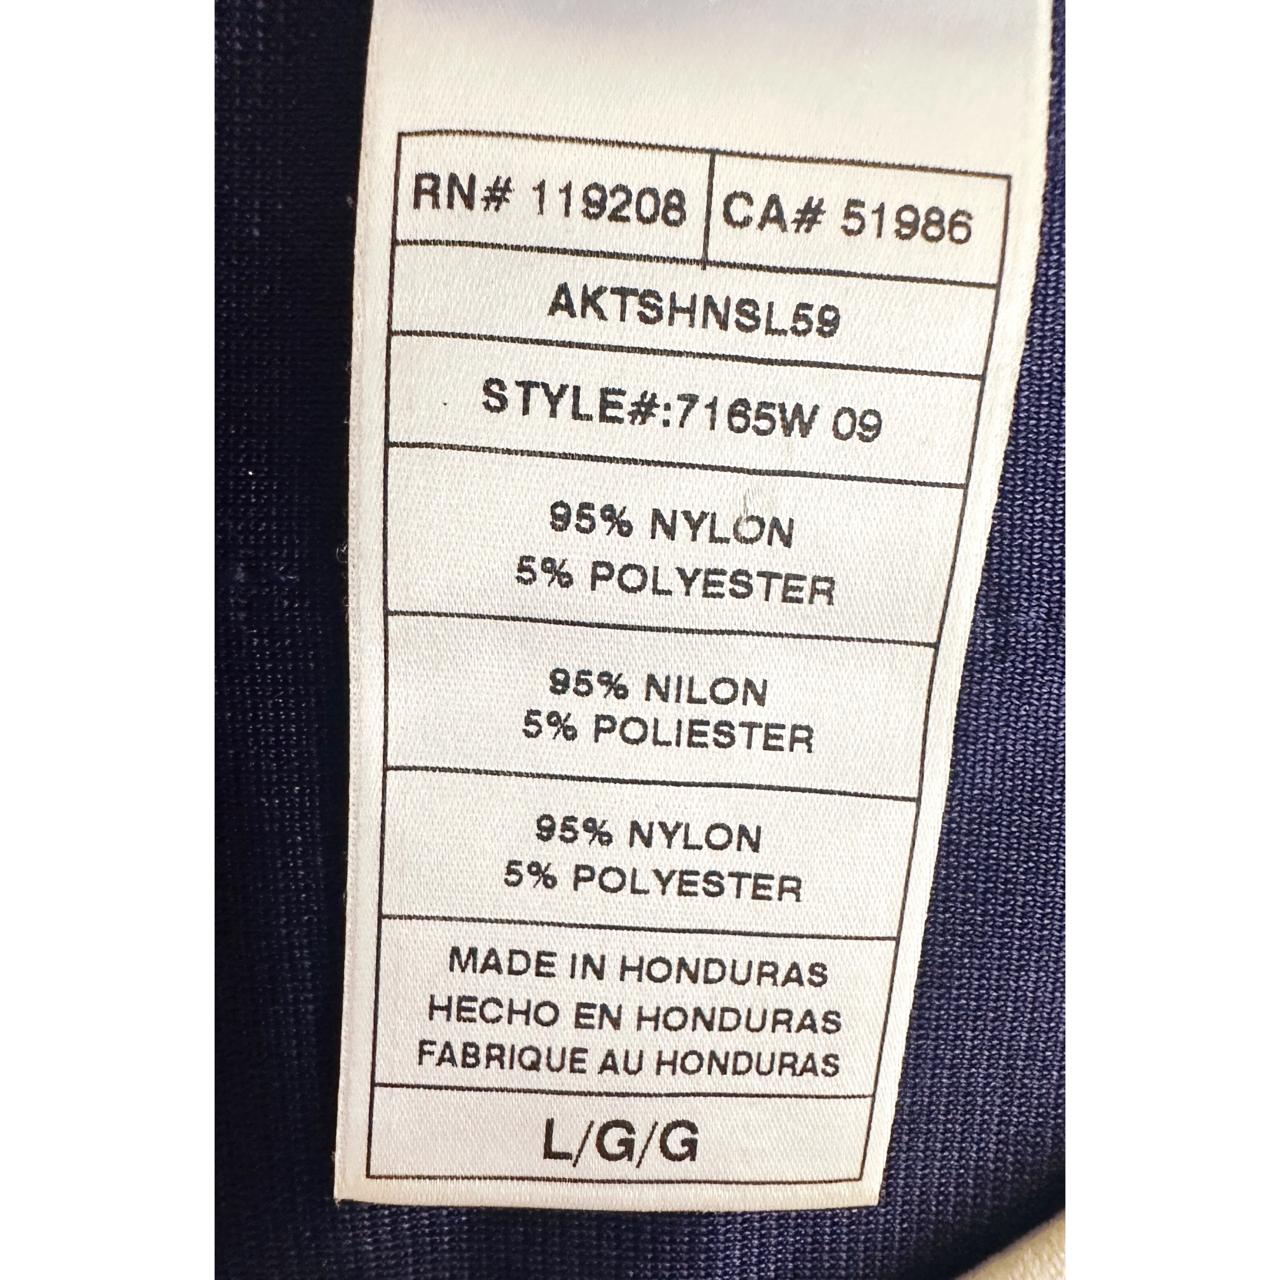 RN# 119208 CA# 51986
AKTSHNSL59
STYLE#:7165W 09
95% NYLON
5% POLYESTER
95% NILON
5% POLIESTER
95% NYLON
5% POLYESTER
MADE IN HONDURAS
HECHO EN HONDURAS
FABRIQUE AU HONDURAS
L/G/G